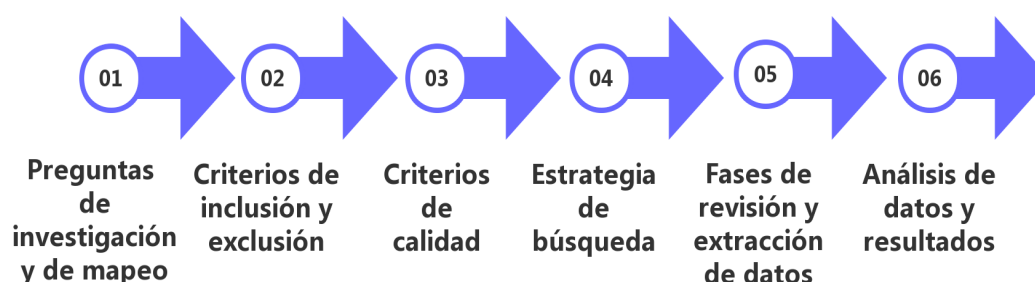 01
02
03
04
05
06
Preguntas
de
investigación
y de mapeo
Criterios de
inclusión y
exclusión
Criterios
de
calidad
Estrategia
de
búsqueda
Fases de
revisión y
extracción
de datos
Análisis de
datos y
resultados